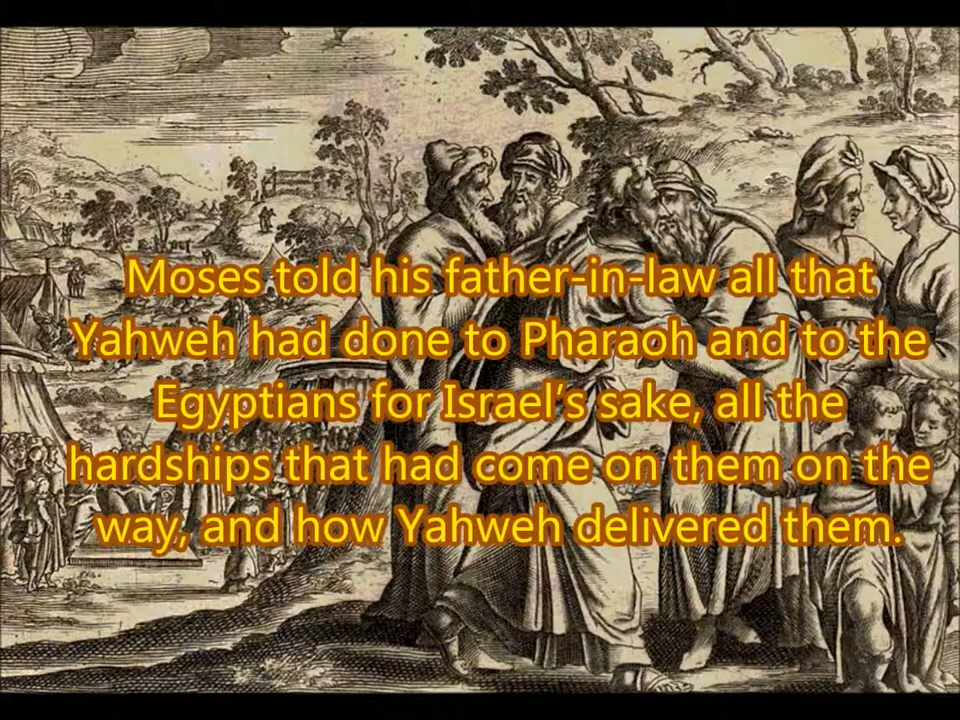 Moses told his father-in-law all that
Yahweh had done to Pharaoh and to the
Egyptians for Israel’s sake, all the
hardships that had come on them on the
way, and how Yahweh delivered them.